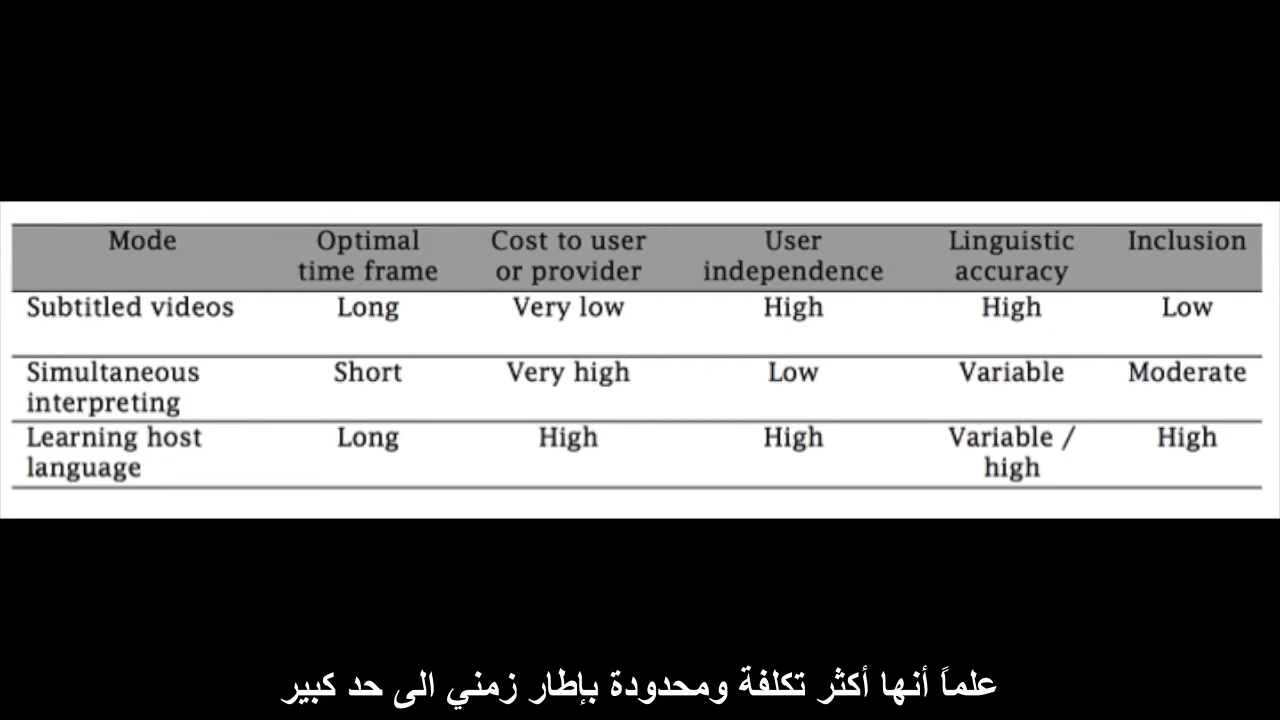 Mode Optimal Cost to user User Linguistic Inclusion
time frame or provider independence accuracy
Subtitled videos Long Very low High High Low
Simultaneous Short Very high Low Variable Moderate
interpreting
Learning host Long High High Variable / High
language high
علماً أنها أكثر تكلفة ومحدودة بإطار زمني الى حد كبير